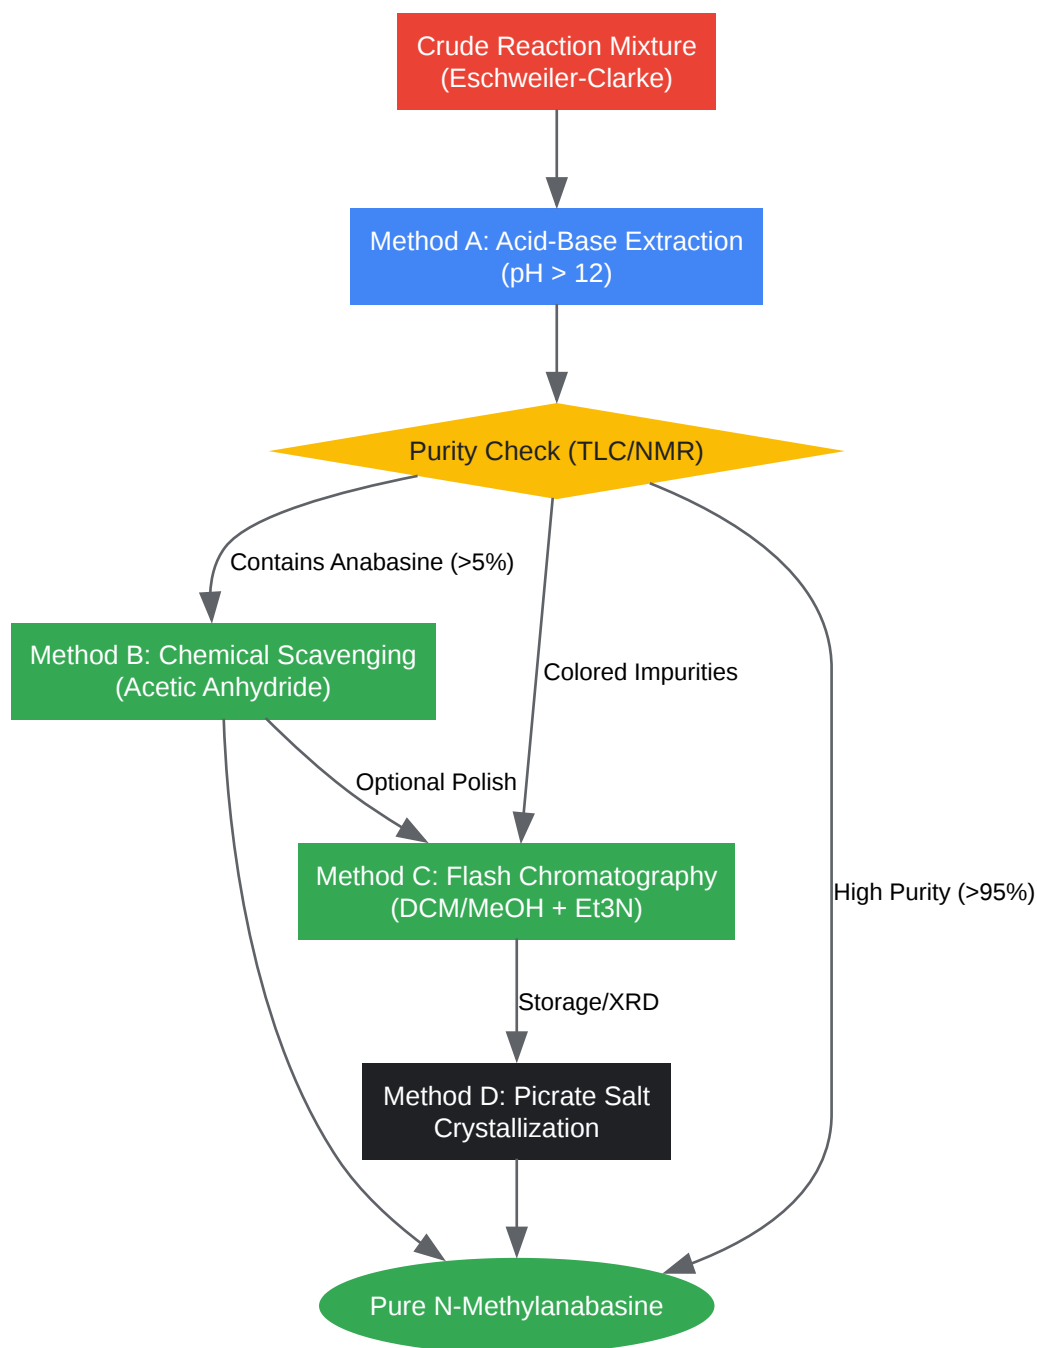 Crude Reaction Mixture
(Eschweiler-Clarke)
Method A: Acid-Base Extraction
(pH > 12)
Purity Check (TLC/NMR)
Contains Anabasine (>5%)
Method B: Chemical Scavenging
(Acetic Anhydride)
Colored Impurities
Optional Polish
Method C: Flash Chromatography
(DCM/MeOH + Et3N)
High Purity (>95%)
Storage/XRD
Method D: Picrate Salt
Crystallization
Pure N-Methylanabasine